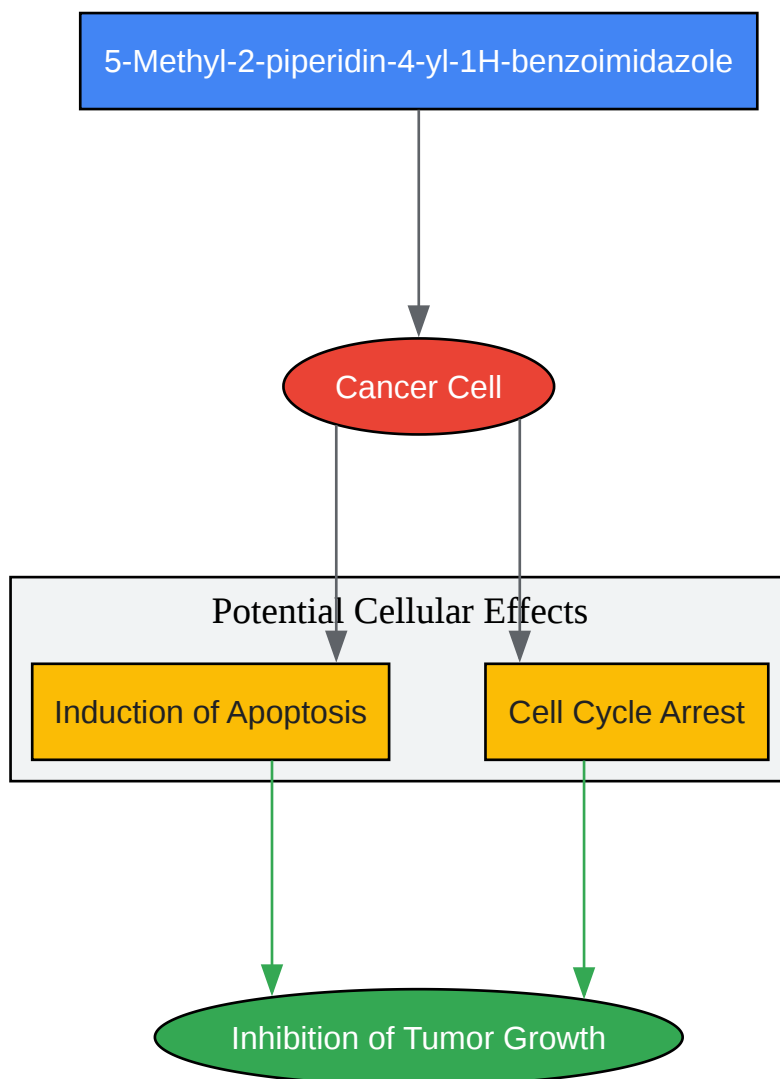 5-Methyl-2-piperidin-4-yl-1H-benzoimidazole
Cancer Cell
Potential Cellular Effects
Induction of Apoptosis
Cell Cycle Arrest
Inhibition of Tumor Growth